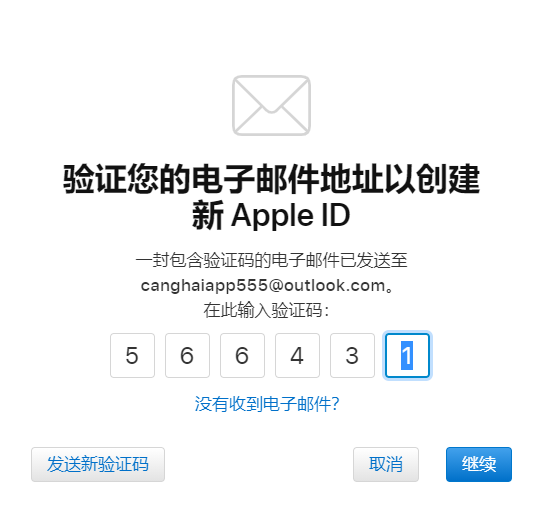 验证您的电子邮件地址以创建
新 Apple ID
一封包含验证码的电子邮件已发送至
canghaiapp555@outlook.com。
在此输入验证码：
5 6 6 4 3 1
没有收到电子邮件？
发送新验证码 取消 继续